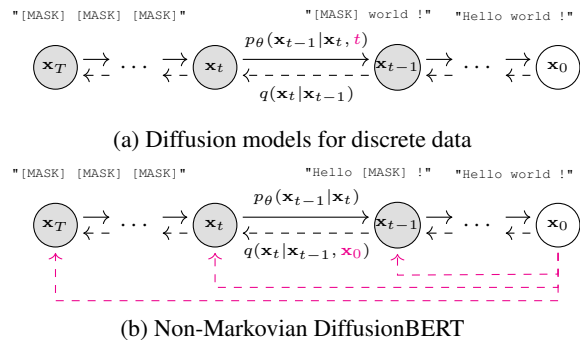 "[MASK] [MASK] [MASK]" "[MASK] world !" "Hello world !"
x_T ... x_t p_θ(x_{t−1}|x_t, t) x_{t−1} ... x_0
q(x_t|x_{t−1})
(a) Diffusion models for discrete data
"[MASK] [MASK] [MASK]" "Hello [MASK] !" "Hello world !"
x_T ... x_t p_θ(x_{t−1}|x_t) x_{t−1} ... x_0
q(x_t|x_{t−1}, x_0)
(b) Non-Markovian DiffusionBERT